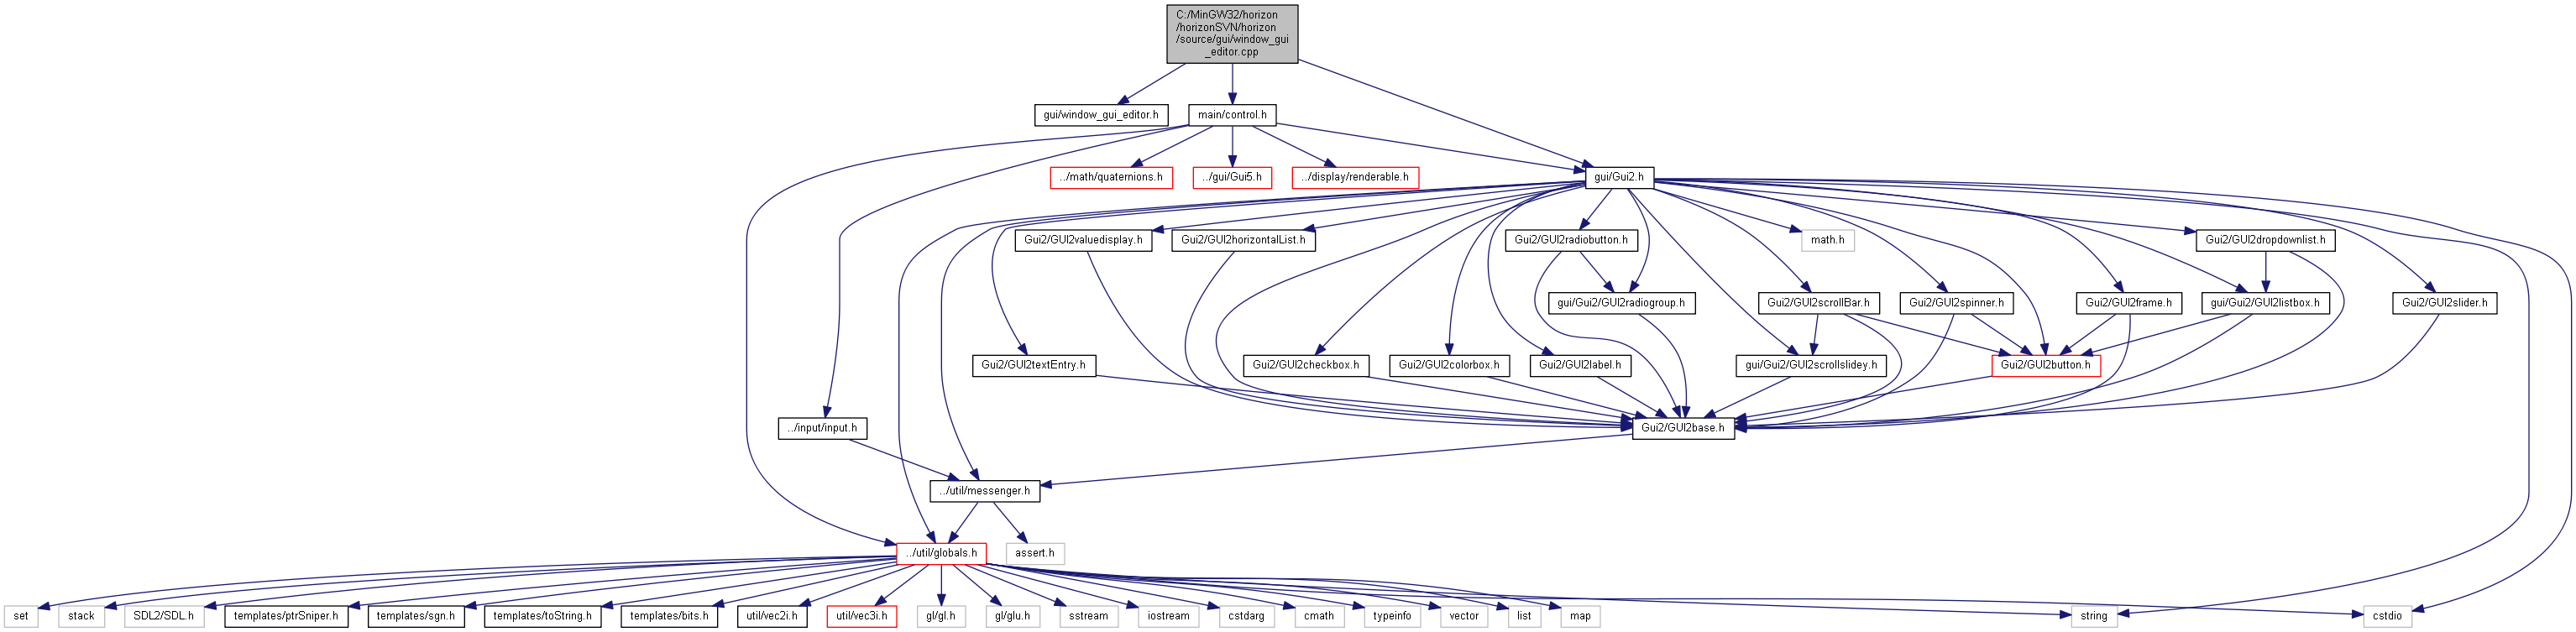 C:/MinGW32/horizon
/horizonSVN/horizon
/source/gui/window_gui
_editor.cpp
gui/window_gui_editor.h
main/control.h
../math/quaternions.h
../gui/Gui5.h
../display/renderable.h
gui/Gui2.h
Gui2/GUI2valuedisplay.h
Gui2/GUI2horizontalList.h
Gui2/GUI2radiobutton.h
math.h
Gui2/GUI2dropdownlist.h
gui/Gui2/GUI2radiogroup.h
Gui2/GUI2scrollBar.h
Gui2/GUI2spinner.h
Gui2/GUI2frame.h
gui/Gui2/GUI2listbox.h
Gui2/GUI2slider.h
Gui2/GUI2textEntry.h
Gui2/GUI2checkbox.h
Gui2/GUI2colorbox.h
Gui2/GUI2label.h
gui/Gui2/GUI2scrollslidey.h
Gui2/GUI2button.h
../input/input.h
Gui2/GUI2base.h
../util/messenger.h
../util/globals.h
assert.h
set
stack
SDL2/SDL.h
templates/ptrSniper.h
templates/sgn.h
templates/toString.h
templates/bits.h
util/vec2i.h
util/vec3i.h
gl/gl.h
gl/glu.h
sstream
iostream
cstdarg
cmath
typeinfo
vector
list
map
string
cstdio